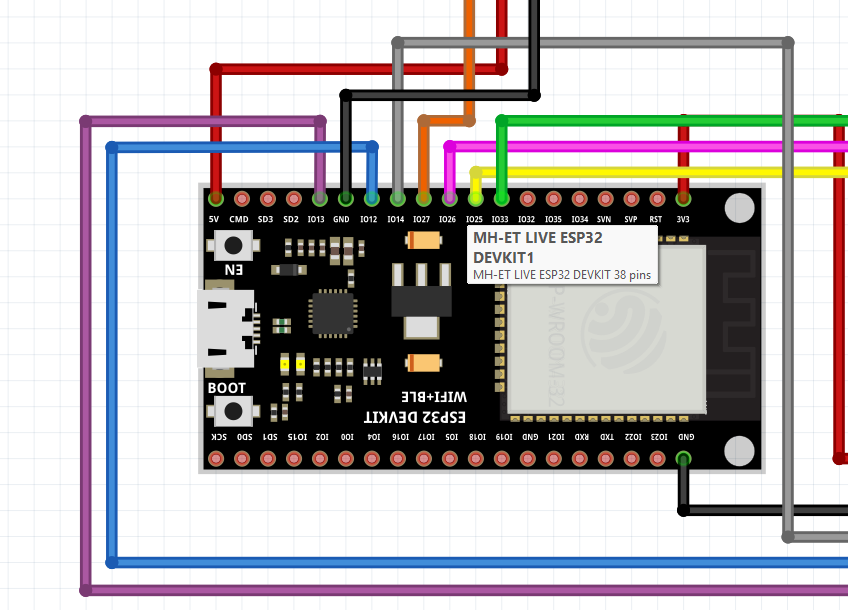 5V CMD SD3 SD2 IO13 GND IO12 IO14 IO27 IO26 IO25 IO33 IO32 IO35 IO34 SVN SVP RST 3V3
MH-ET LIVE ESP32
DEVKIT1
MH-ET LIVE ESP32 DEVKIT 38 pins
EN
BOOT
WIFI+BLE
ESP32 DEVKIT
SCK SD0 SD1 IO15 IO2 IO0 IO4 IO16 IO17 IO5 IO18 IO19 GND IO21 RXD TXD IO22 IO23 GND
P-WROOM-32